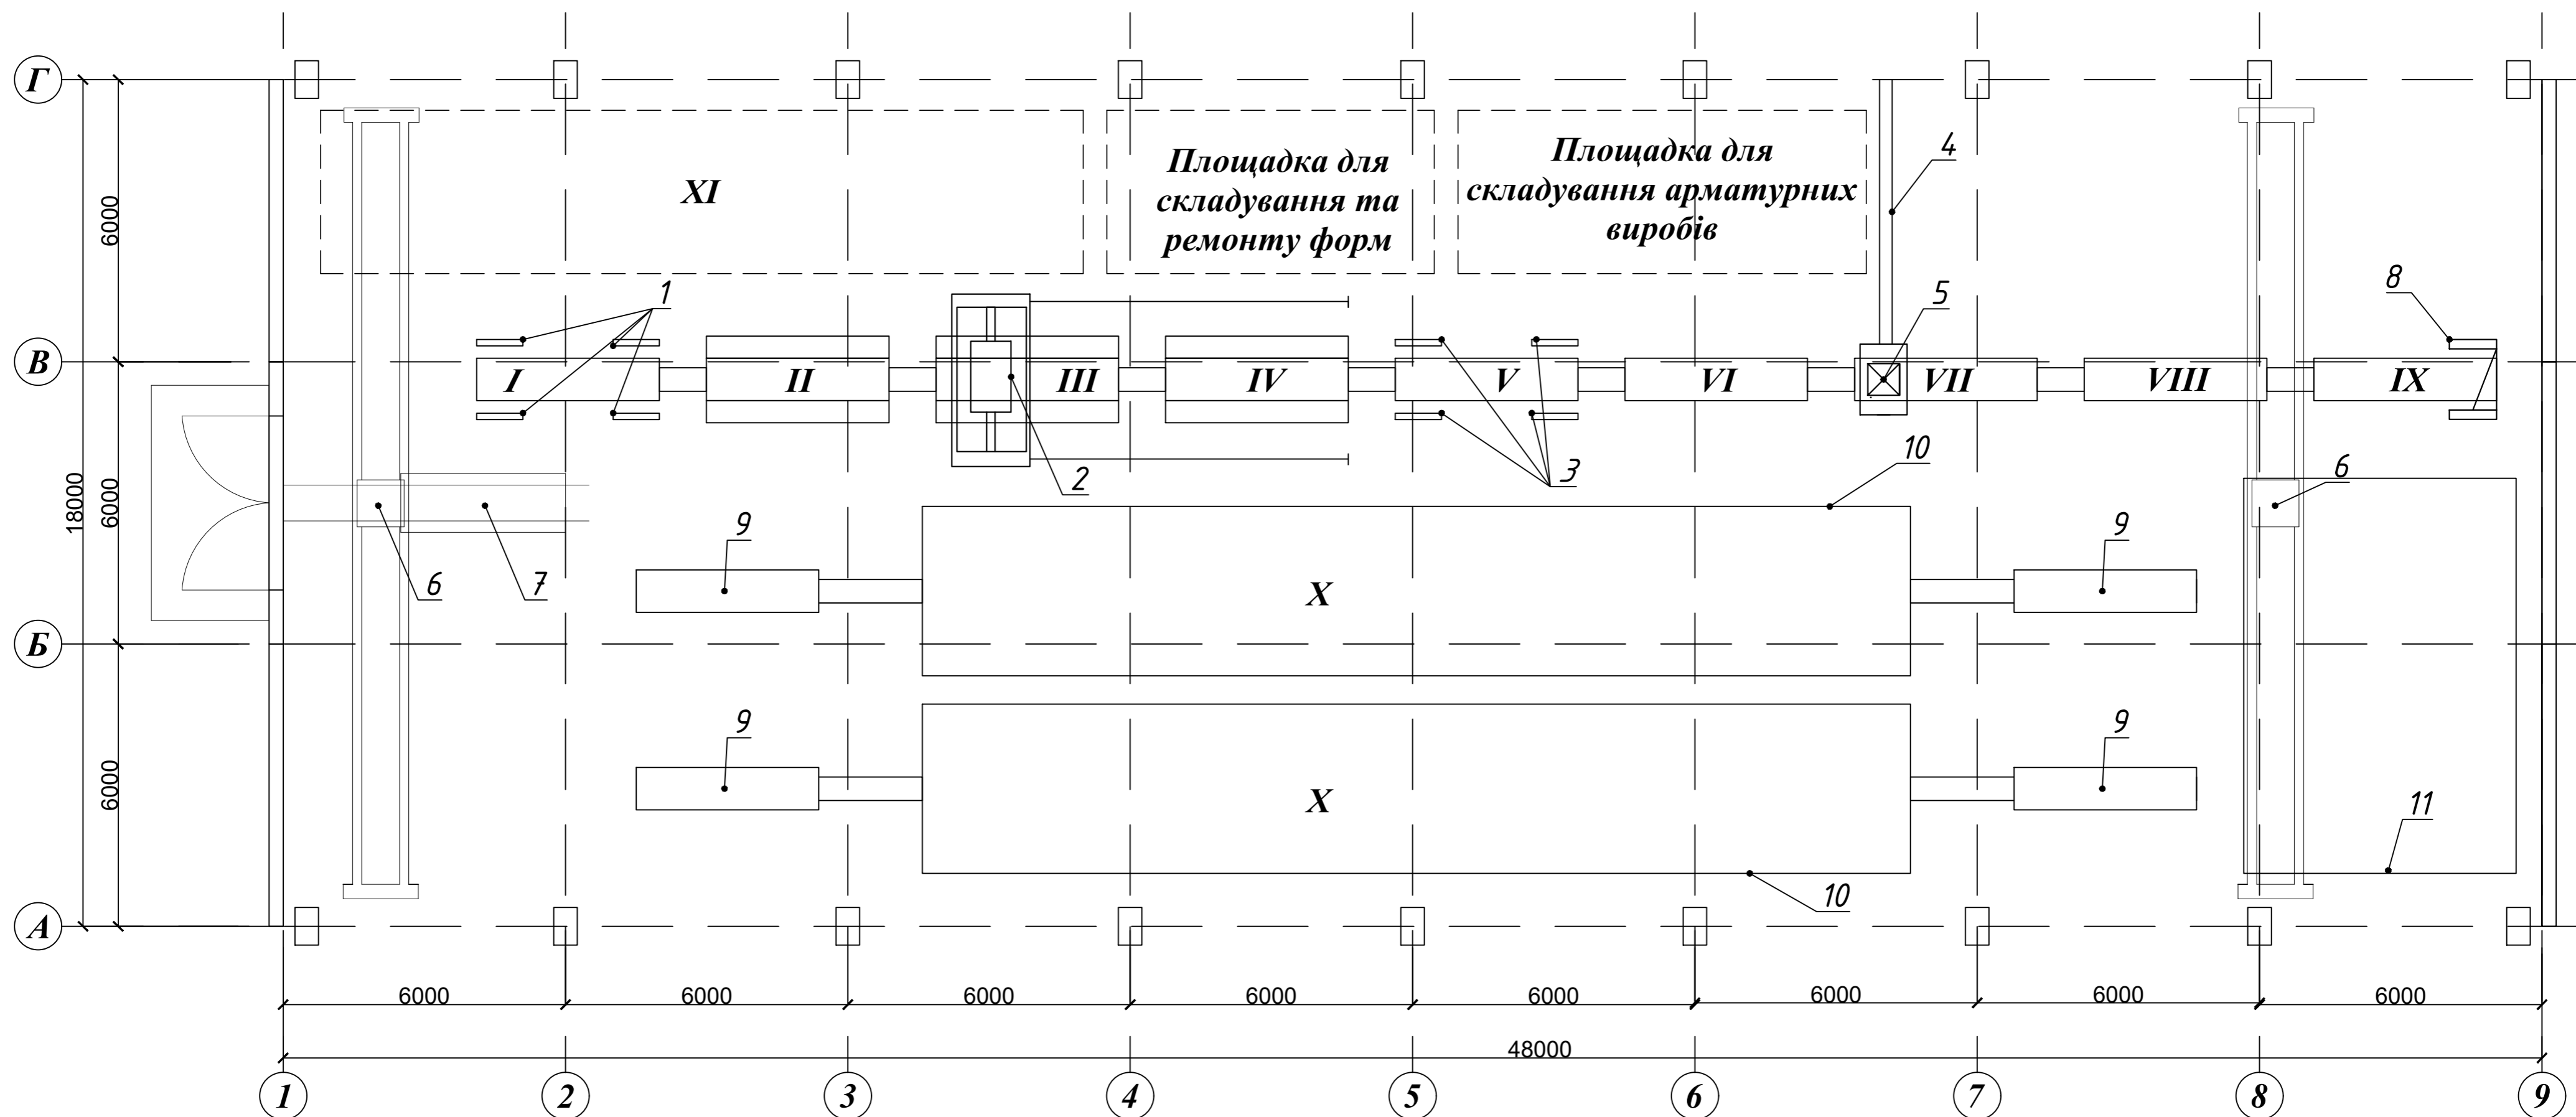 Г
В
Б
А
6000
6000
6000
18000
XI
Площадка для
складування та
ремонту форм
Площадка для
складування арматурних
виробів
4
1
5
8
I
II
III
IV
V
VI
VII
VIII
IX
2
3
10
6
6
7
9
9
X
9
9
X
11
10
6000
6000
6000
6000
6000
6000
6000
6000
48000
1
2
3
4
5
6
7
8
9